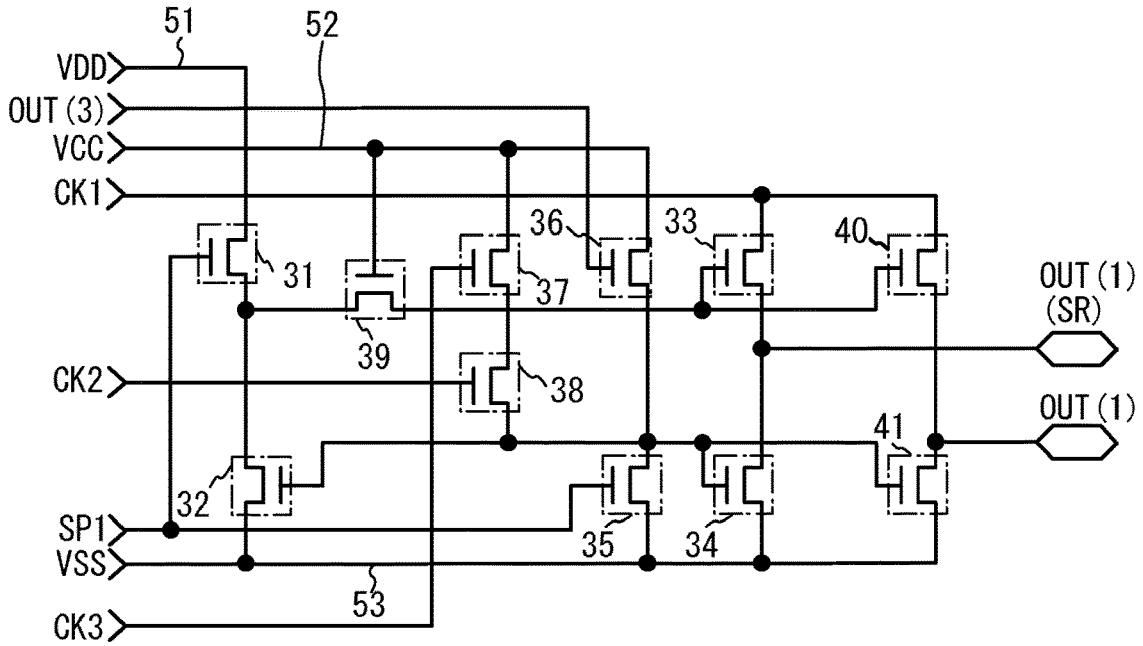 51
52
VDD
OUT (3)
VCC
CK1
36
33
40
31
37
OUT (1)
(SR)
39
CK2
38
OUT (1)
41
32
SP1
35
34
VSS
53
CK3